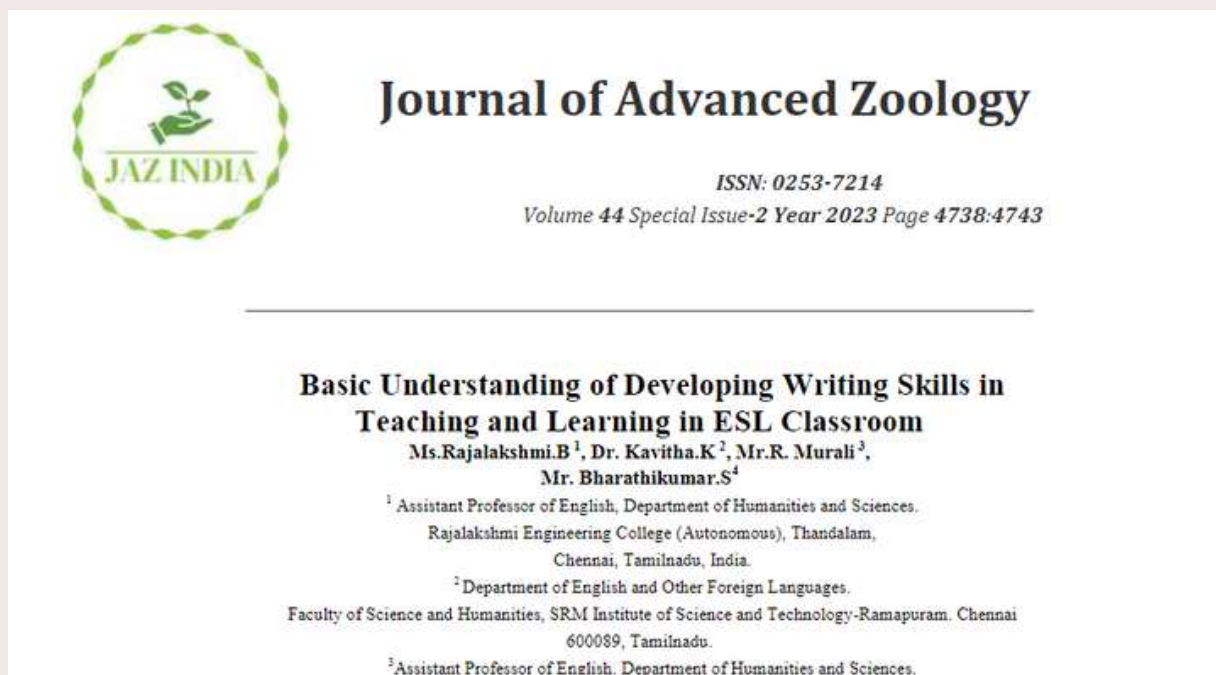 JAZ INDIA
Journal of Advanced Zoology
ISSN: 0253-7214
Volume 44 Special Issue-2 Year 2023 Page 4738:4743
Basic Understanding of Developing Writing Skills in
Teaching and Learning in ESL Classroom
Ms.Rajalakshmi.B 1, Dr. Kavitha.K 2, Mr.R. Murali 3,
Mr. Bharathikumar.S4
1 Assistant Professor of English, Department of Humanities and Sciences.
Rajalakshmi Engineering College (Autonomous), Thandalam,
Chennai, Tamilnadu, India.
2 Department of English and Other Foreign Languages.
Faculty of Science and Humanities, SRM Institute of Science and Technology-Ramapuram. Chennai
600089, Tamilnadu.
3 Assistant Professor of English. Department of Humanities and Sciences.